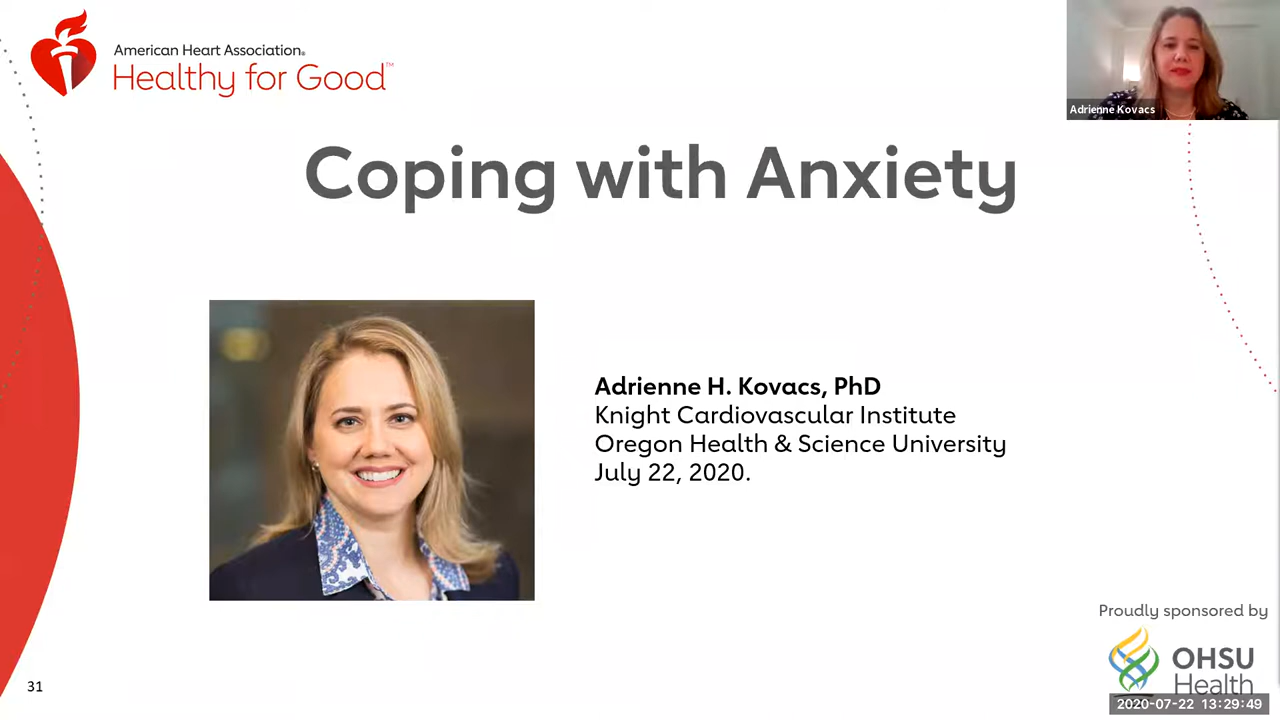 American Heart Association®
Healthy for Good™
Adrienne Kovacs
Coping with Anxiety
Adrienne H. Kovacs, PhD
Knight Cardiovascular Institute
Oregon Health & Science University
July 22, 2020.
Proudly sponsored by
OHSU
Health
31
2020-07-22 13:29:49